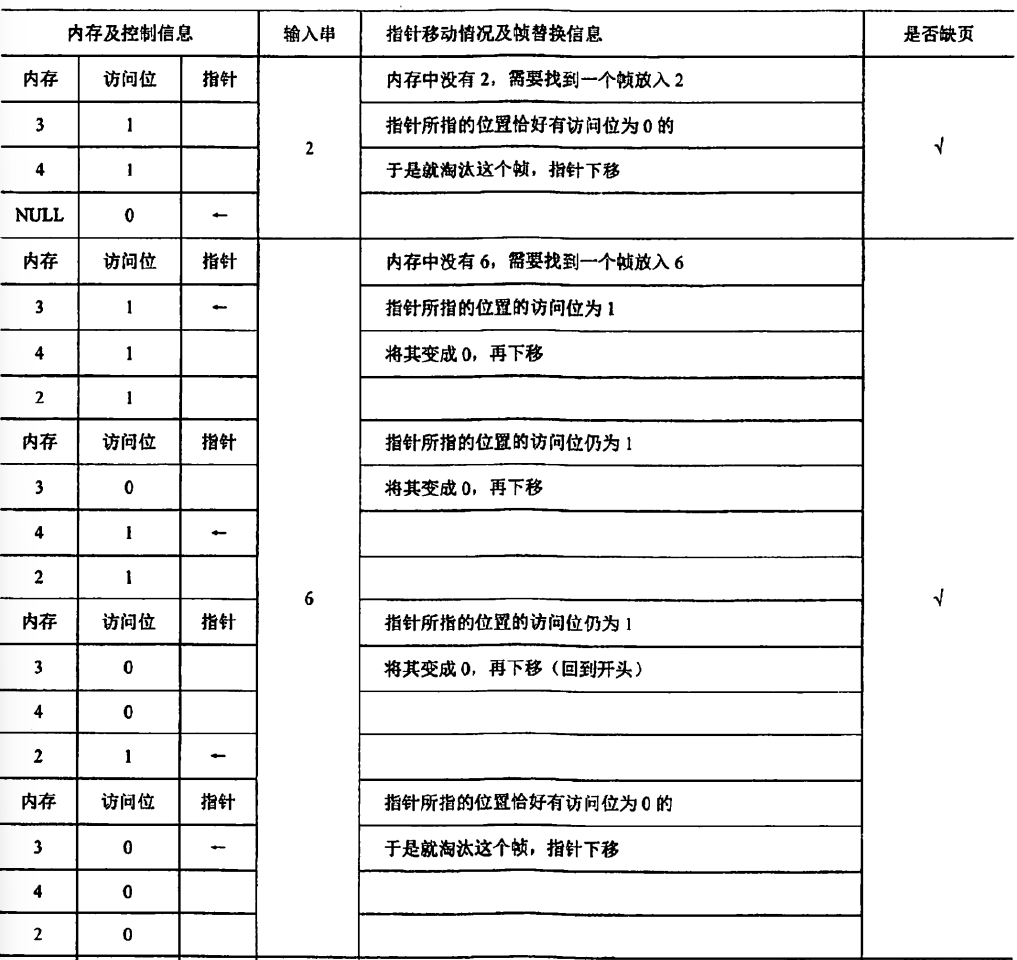 内存及控制信息 输入串 指针移动情况及帧替换信息 是否缺页
内存 访问位 指针 2 内存中没有 2，需要找到一个帧放入 2 √
3 1 指针所指的位置恰好有访问位为 0 的
4 1 于是就淘汰这个帧，指针下移
NULL 0 ←
内存 访问位 指针 6 内存中没有 6，需要找到一个帧放入 6 √
3 1 ← 指针所指的位置的访问位为 1
4 1 将其变成 0，再下移
2 1
内存 访问位 指针 指针所指的位置的访问位仍为 1
3 0 将其变成 0，再下移
4 1 ←
2 1
内存 访问位 指针 指针所指的位置的访问位仍为 1
3 0 将其变成 0，再下移（回到开头）
4 0
2 1 ←
内存 访问位 指针 指针所指的位置恰好有访问位为 0 的
3 0 ← 于是就淘汰这个帧，指针下移
4 0
2 0